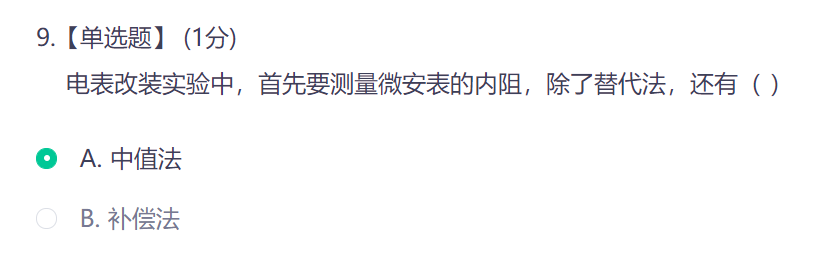 9.【单选题】 (1分)
电表改装实验中，首先要测量微安表的内阻，除了替代法，还有（ ）
A. 中值法
B. 补偿法